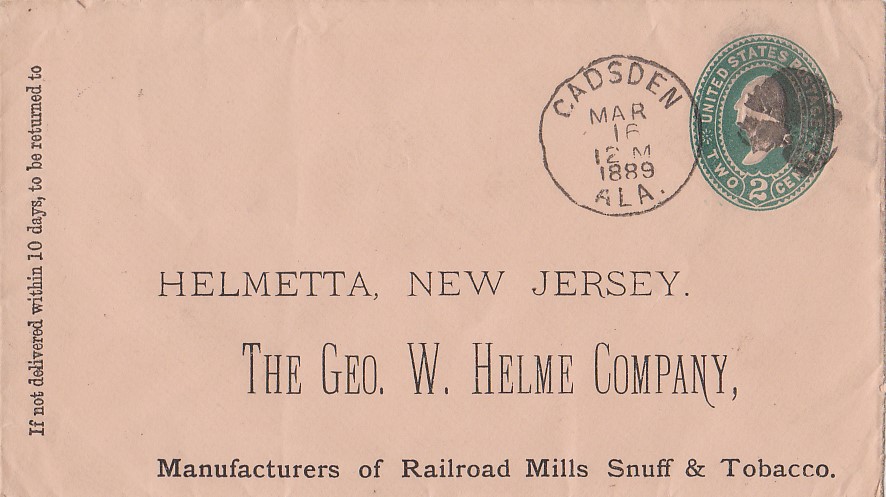 If not delivered within 10 days, to be returned to
GADSDEN
MAR
16
12 M
1889
ALA.
UNITED STATES POSTAGE
TWO 2 CENTS
HELMETTA, NEW JERSEY.
THE GEO. W. HELME COMPANY,
Manufacturers of Railroad Mills Snuff & Tobacco.